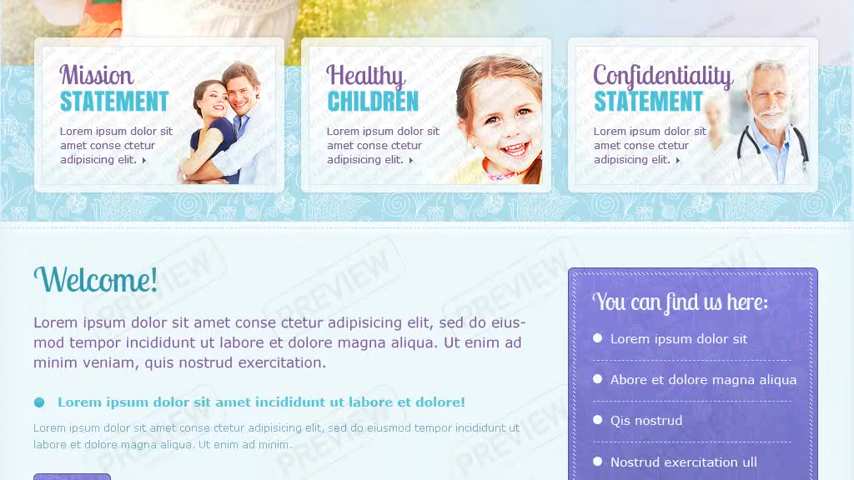 Mission
STATEMENT
Lorem ipsum dolor sit
amet conse ctetur
adipisicing elit.
Healthy
CHILDREN
Lorem ipsum dolor sit
amet conse ctetur
adipisicing elit.
Confidentiality
STATEMENT
Lorem ipsum dolor sit
amet conse ctetur
adipisicing elit.
Welcome!
Lorem ipsum dolor sit amet conse ctetur adipisicing elit, sed do eius-
mod tempor incididunt ut labore et dolore magna aliqua. Ut enim ad
minim veniam, quis nostrud exercitation.
Lorem ipsum dolor sit amet incididunt ut labore et dolore!
Lorem ipsum dolor sit amet conse ctetur adipisicing elit, sed do eiusmod tempor incididunt ut
labore et dolore magna aliqua. Ut enim ad minim.
You can find us here:
Lorem ipsum dolor sit
Abore et dolore magna aliqua
Qis nostrud
Nostrud exercitation ull
PREVIEW
PREVIEW
PREVIEW
PREVIEW
PREVIEW
PREVIEW